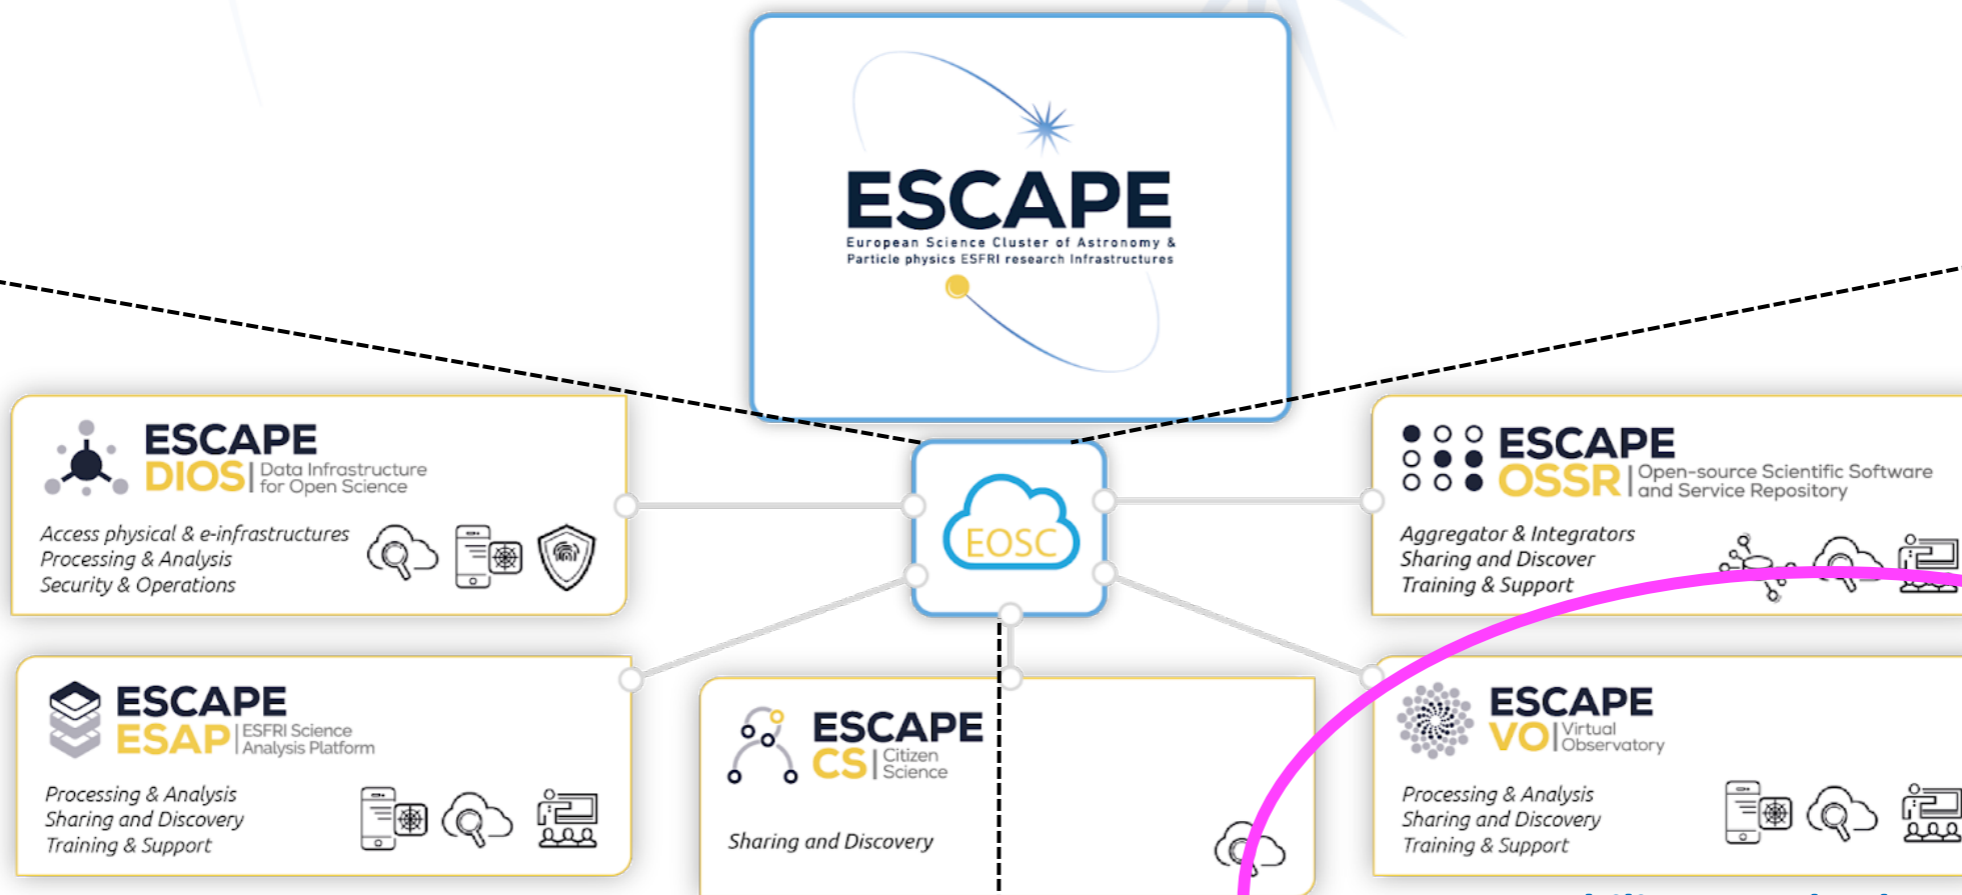 ESCAPE
European Science Cluster of Astronomy &
Particle physics ESFRI research Infrastructures
ESCAPE
DIOS
Data Infrastructure
for Open Science
Access physical & e-infrastructures
Processing & Analysis
Security & Operations
EOSC
ESCAPE
OSSR
Open-source Scientific Software
and Service Repository
Aggregator & Integrators
Sharing and Discover
Training & Support
ESCAPE
ESAP
ESFRI Science
Analysis Platform
Processing & Analysis
Sharing and Discovery
Training & Support
ESCAPE
CS
Citizen
Science
Sharing and Discovery
ESCAPE
VO
Virtual
Observatory
Processing & Analysis
Sharing and Discovery
Training & Support